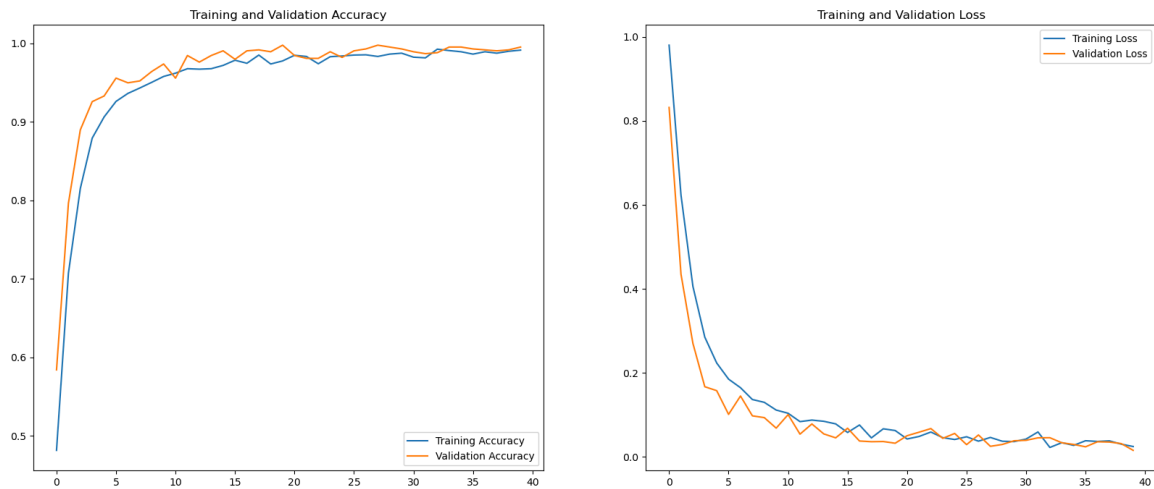 Training and Validation Accuracy
1.0
0.9
0.8
0.7
0.6
0.5
0 5 10 15 20 25 30 35 40
Training Accuracy
Validation Accuracy
Training and Validation Loss
1.0
0.8
0.6
0.4
0.2
0.0
0 5 10 15 20 25 30 35 40
Training Loss
Validation Loss